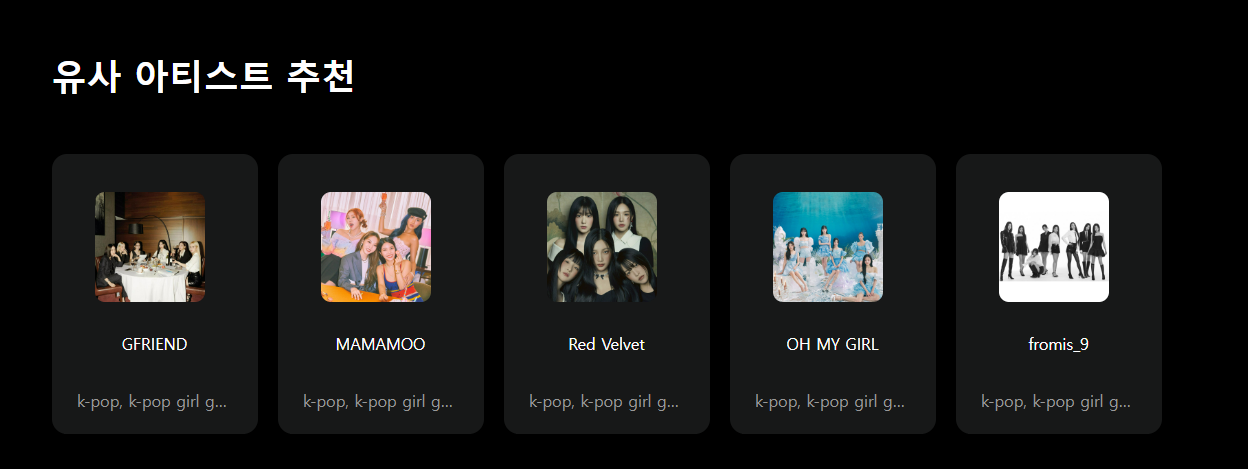 유사 아티스트 추천
GFRIEND
MAMAMOO
Red Velvet
OH MY GIRL
fromis_9
k-pop, k-pop girl g...
k-pop, k-pop girl g...
k-pop, k-pop girl g...
k-pop, k-pop girl g...
k-pop, k-pop girl g...